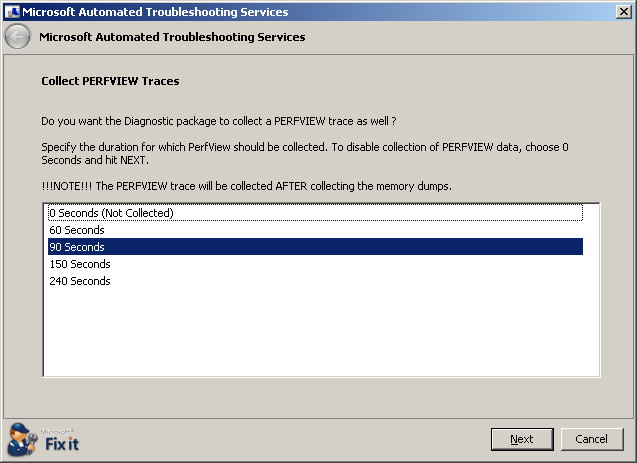 Microsoft Automated Troubleshooting Services
Microsoft Automated Troubleshooting Services
Collect PERFVIEW Traces
Do you want the Diagnostic package to collect a PERFVIEW trace as well ?
Specify the duration for which PerfView should be collected. To disable collection of PERFVIEW data, choose 0
Seconds and hit NEXT.
!!!NOTE!!! The PERFVIEW trace will be collected AFTER collecting the memory dumps.
0 Seconds (Not Collected)
60 Seconds
90 Seconds
150 Seconds
240 Seconds
Microsoft®
Fix it
Next
Cancel